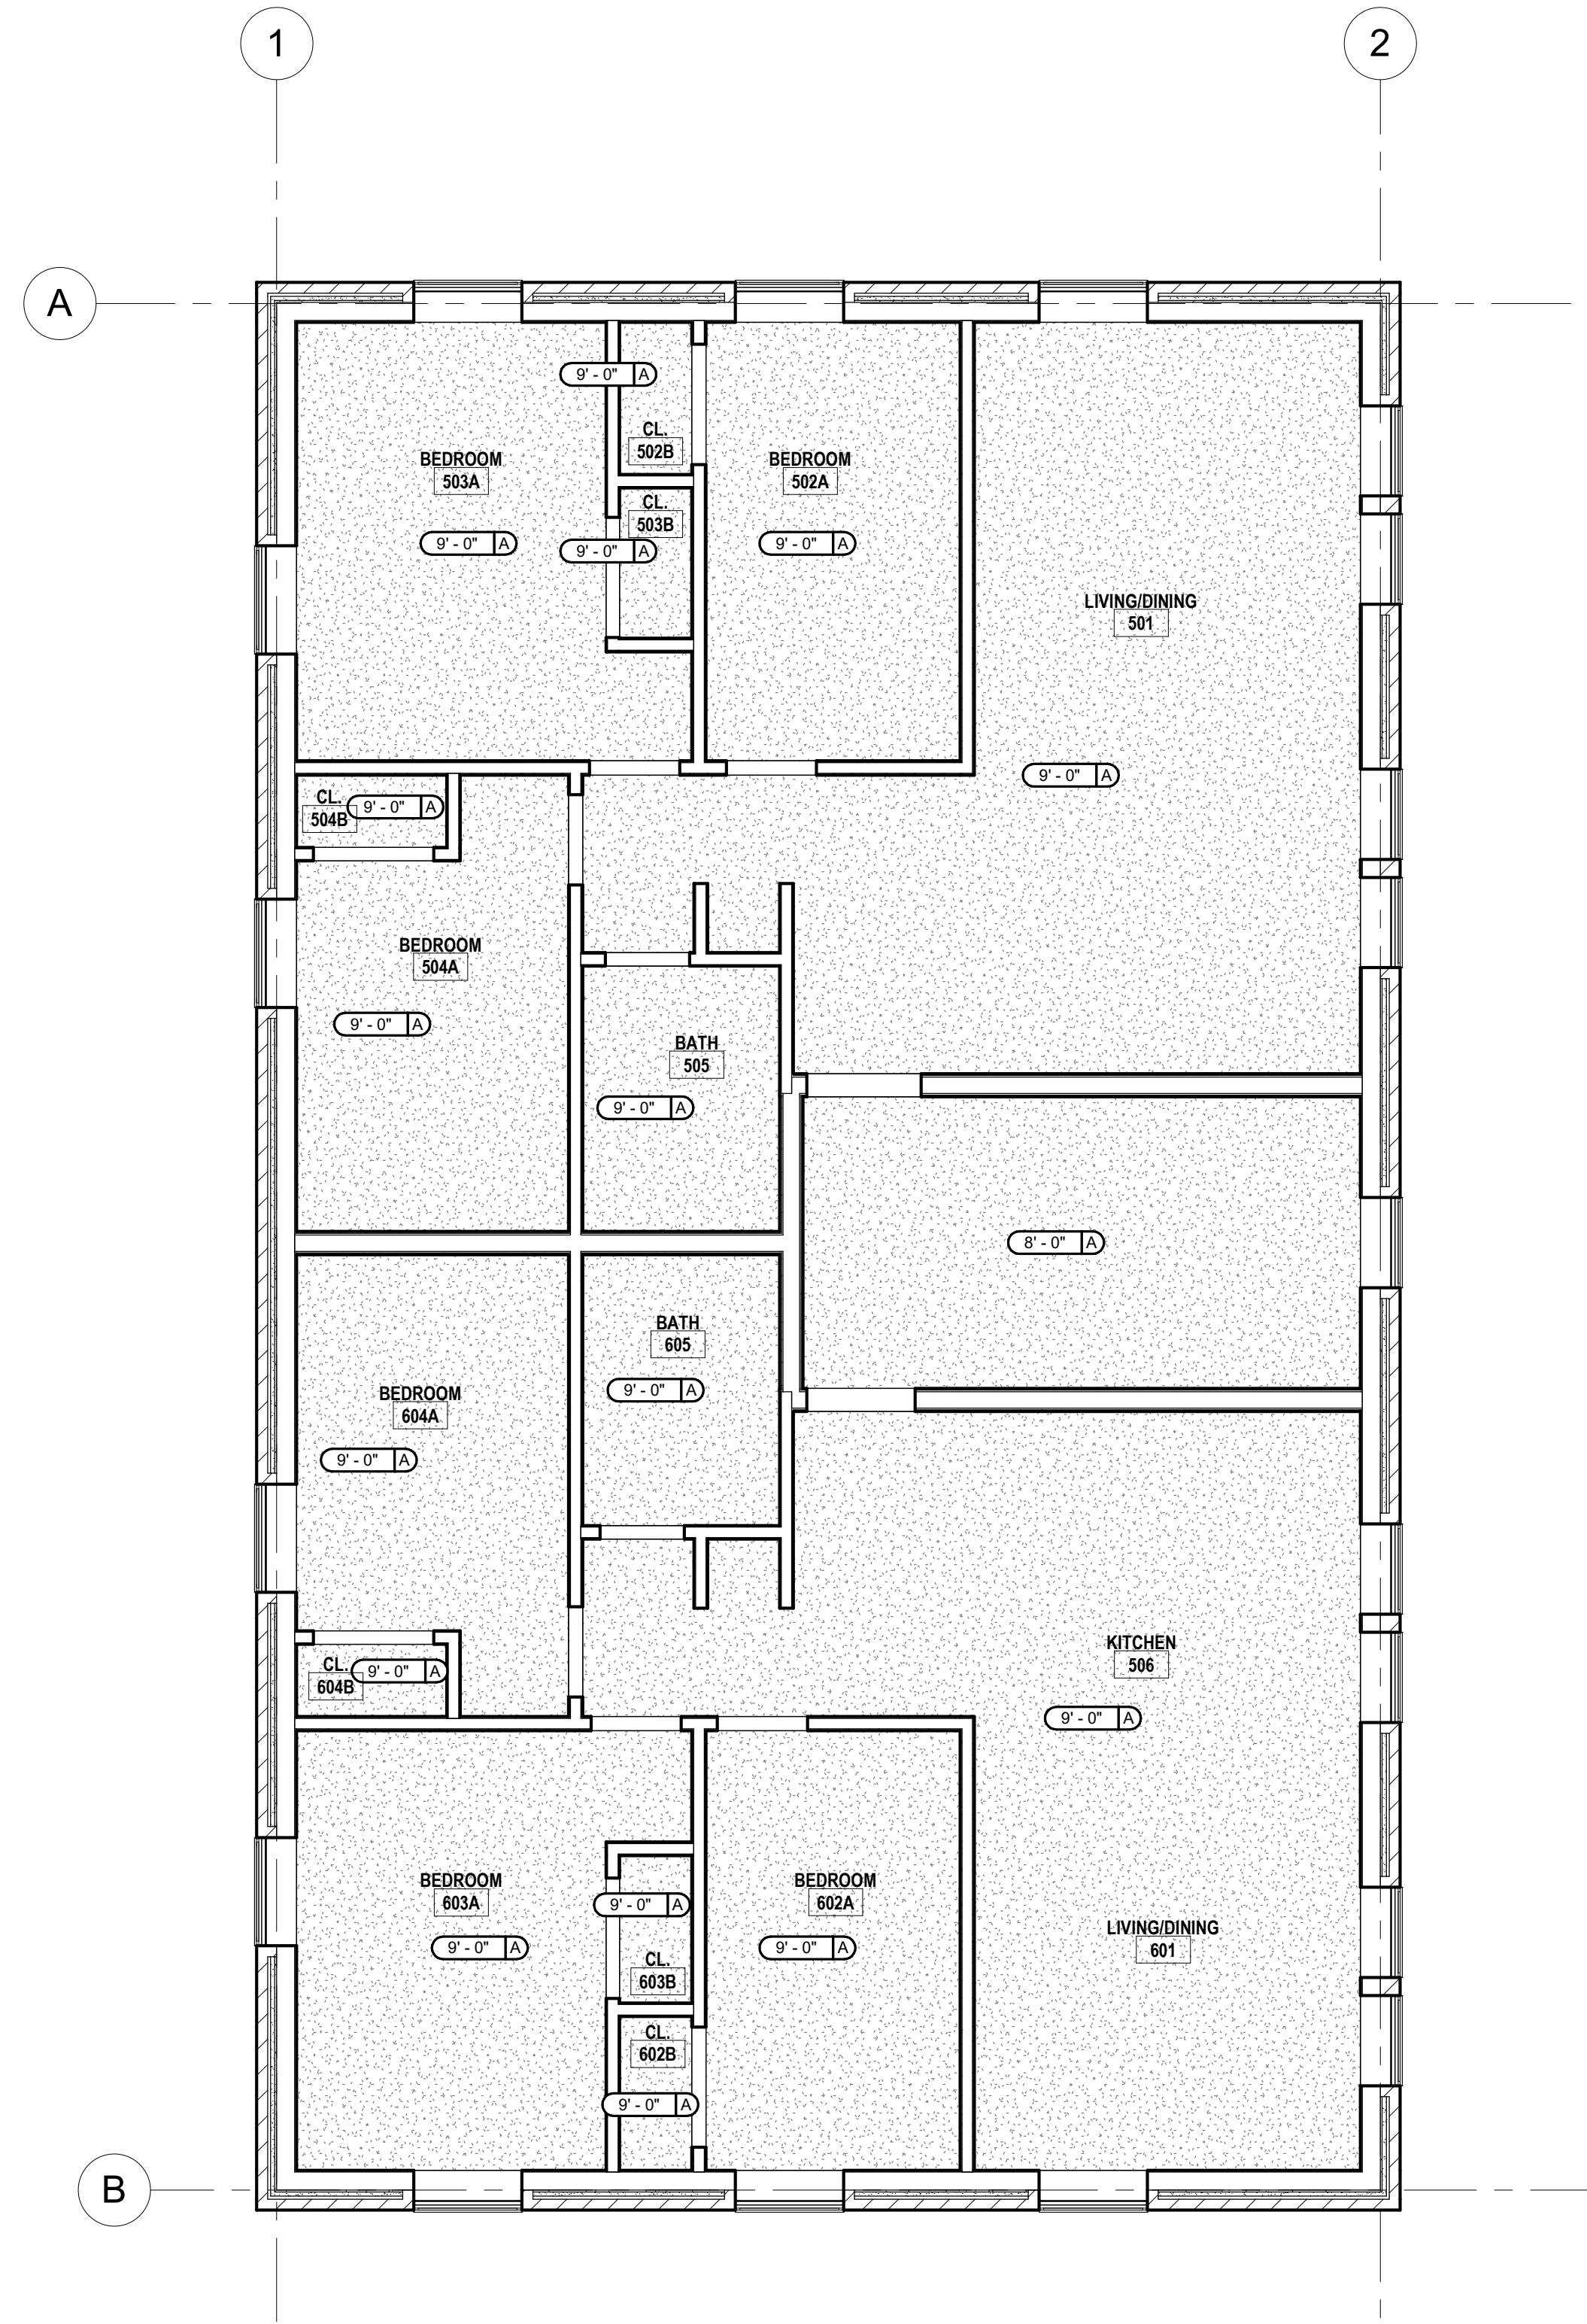 1
2
A
9' - 0" A
CL.
502B
BEDROOM
503A
BEDROOM
502A
CL.
503B
9' - 0" A
9' - 0" A
9' - 0" A
LIVING/DINING
501
9' - 0" A
CL.
504B
9' - 0" A
BEDROOM
504A
9' - 0" A
BATH
505
9' - 0" A
8' - 0" A
BATH
605
9' - 0" A
BEDROOM
604A
9' - 0" A
KITCHEN
506
CL.
604B
9' - 0" A
9' - 0" A
BEDROOM
603A
9' - 0" A
BEDROOM
602A
9' - 0" A
9' - 0" A
LIVING/DINING
601
CL.
603B
CL.
602B
9' - 0" A
B